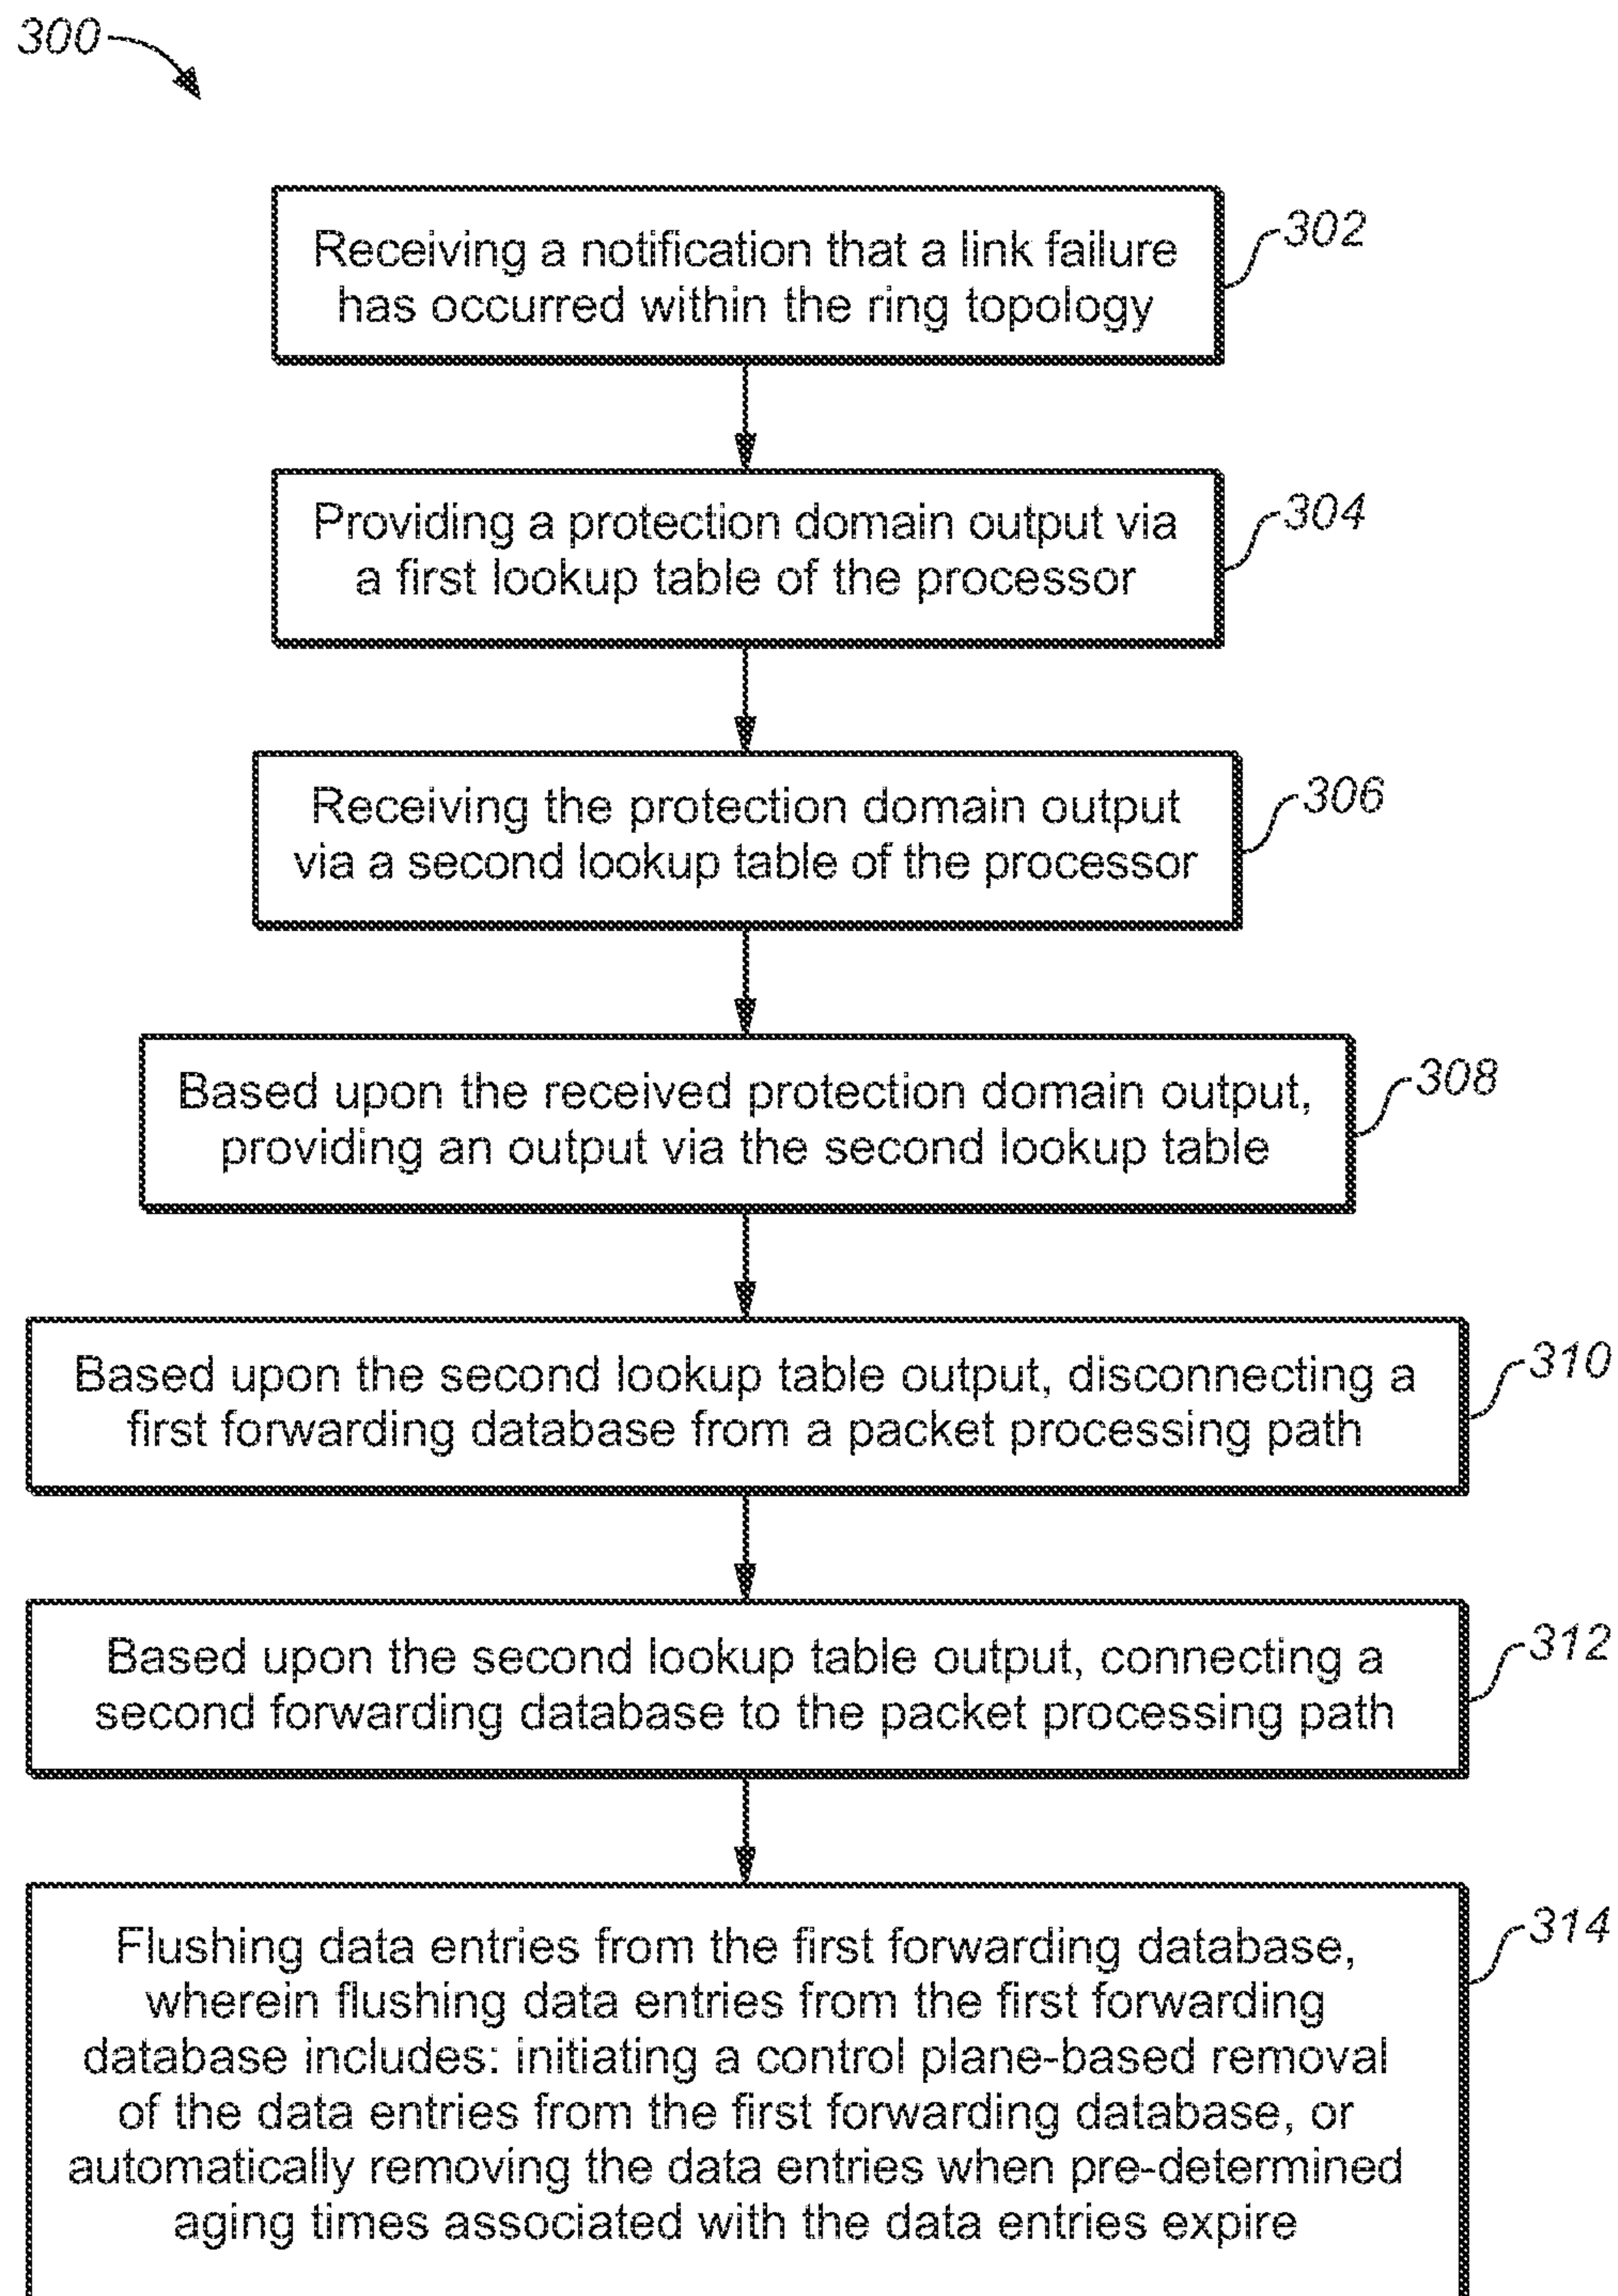 300
Receiving a notification that a link failure
has occurred within the ring topology
302
Providing a protection domain output via
a first lookup table of the processor
304
Receiving the protection domain output
via a second lookup table of the processor
306
Based upon the received protection domain output,
providing an output via the second lookup table
308
Based upon the second lookup table output, disconnecting a
first forwarding database from a packet processing path
310
Based upon the second lookup table output, connecting a
second forwarding database to the packet processing path
312
Flushing data entries from the first forwarding database,
wherein flushing data entries from the first forwarding
database includes: initiating a control plane-based removal
of the data entries from the first forwarding database, or
automatically removing the data entries when pre-determined
aging times associated with the data entries expire
314